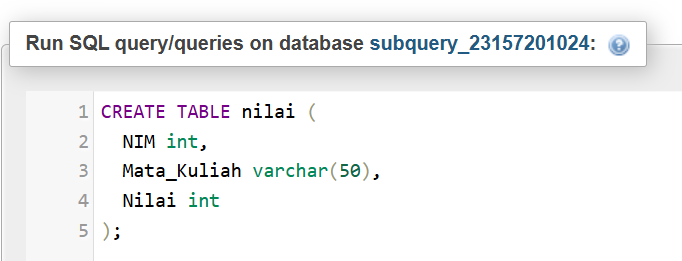 Run SQL query/queries on database subquery_23157201024:
1 CREATE TABLE nilai (
2 NIM int,
3 Mata_Kuliah varchar(50),
4 Nilai int
5 );